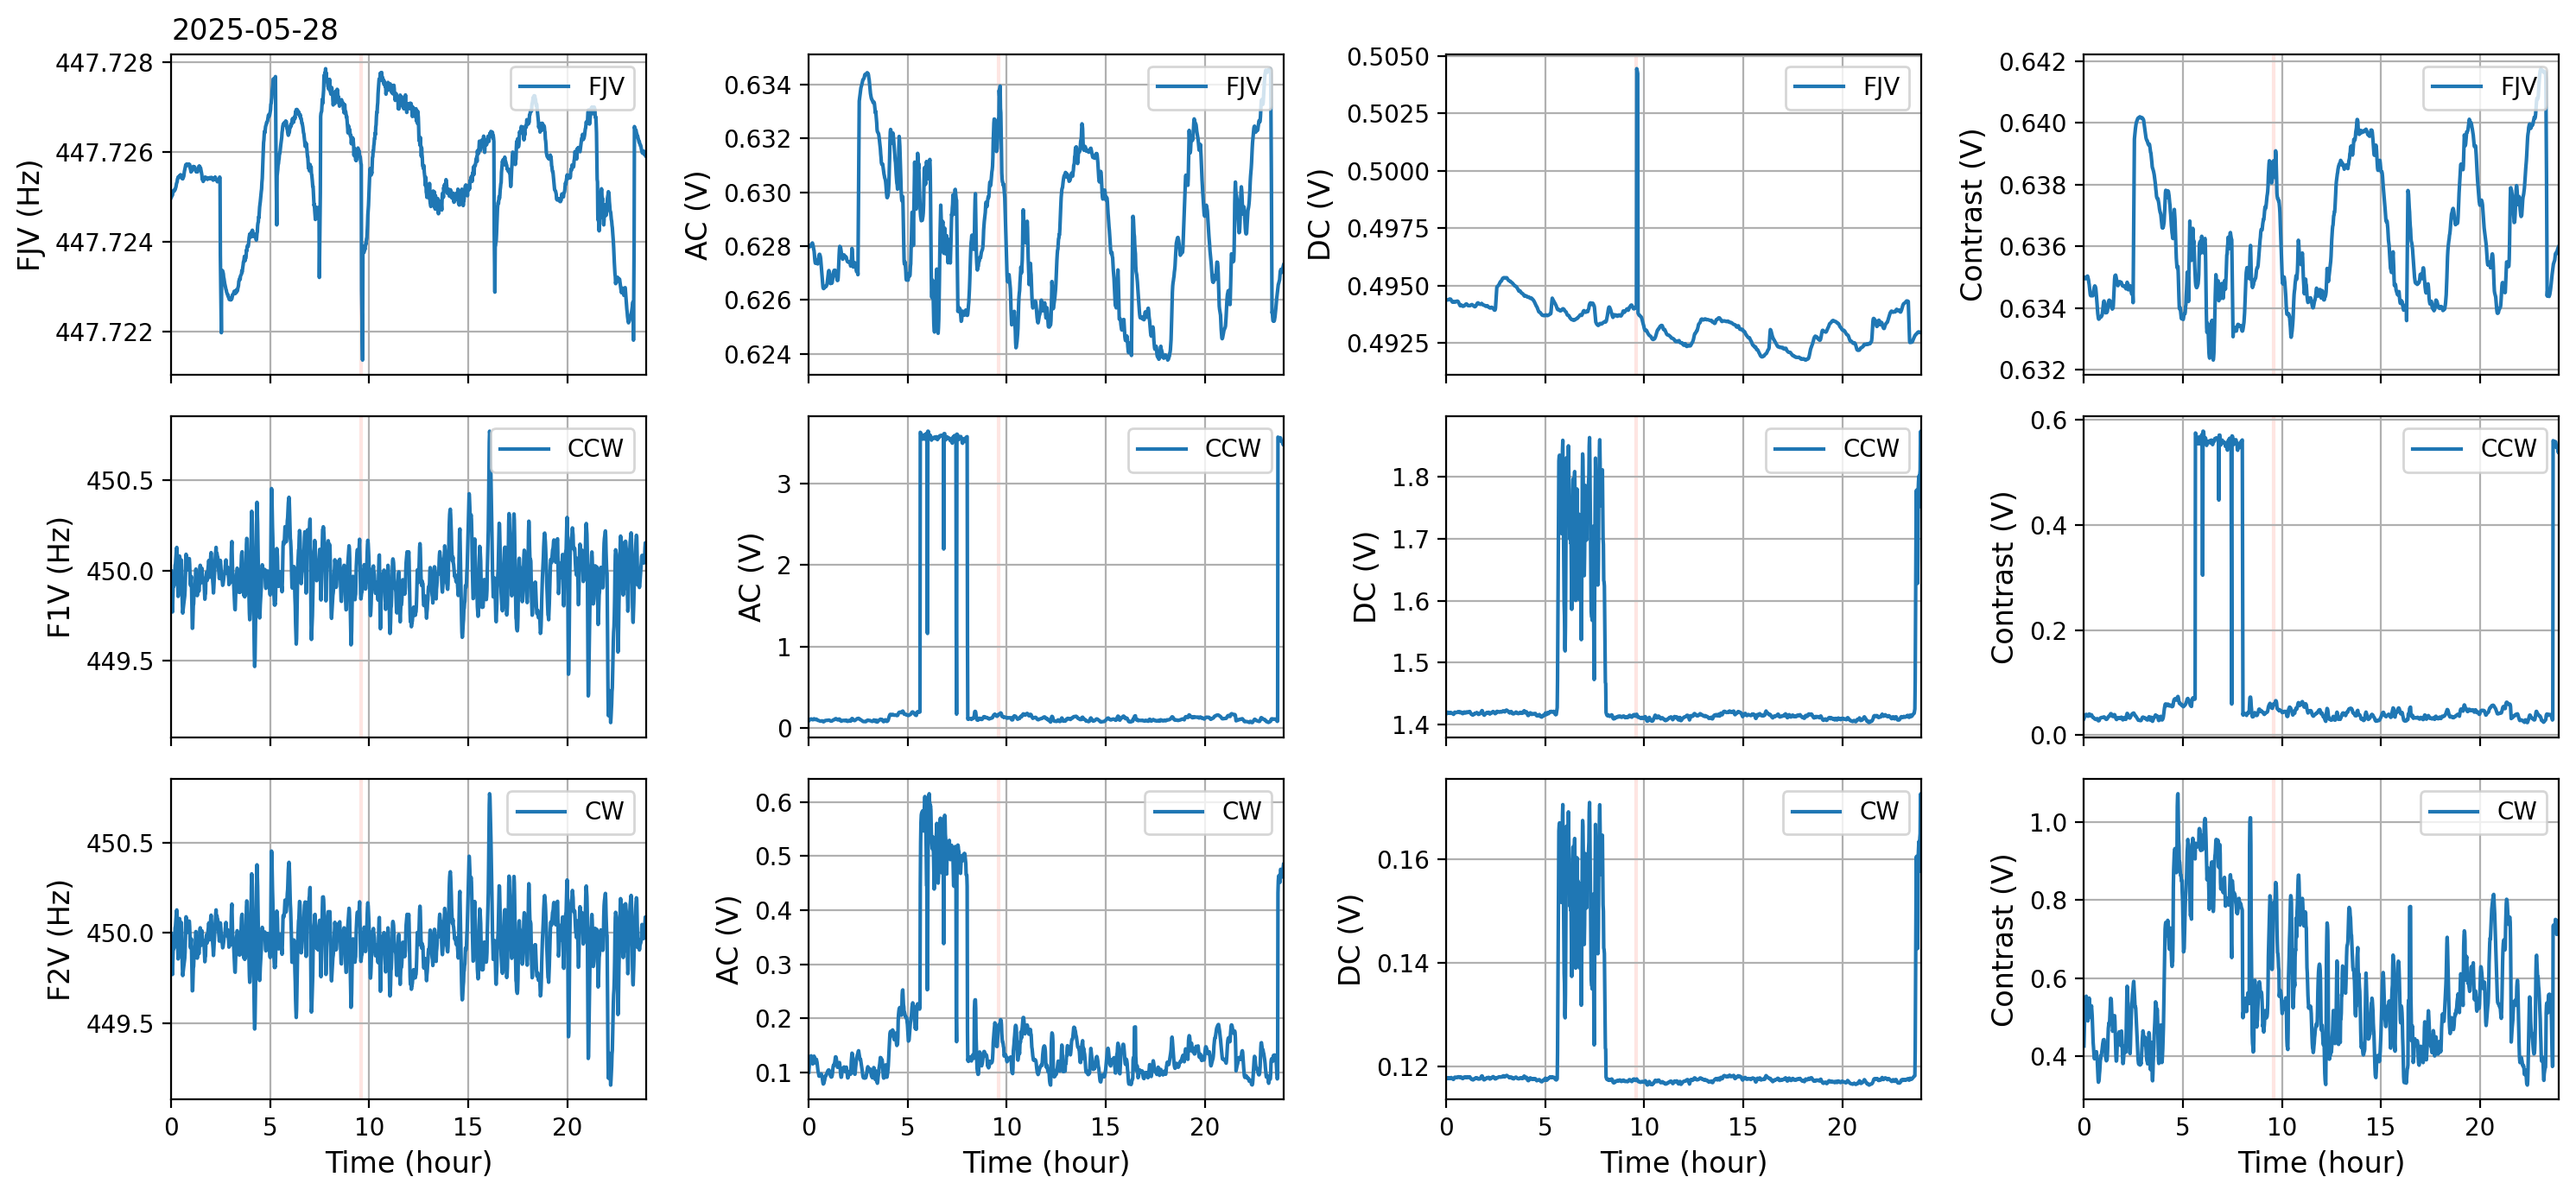 2025-05-28
FJV (Hz)
447.728
447.726
447.724
447.722
FJV
AC (V)
0.634
0.632
0.630
0.628
0.626
0.624
FJV
DC (V)
0.5050
0.5025
0.5000
0.4975
0.4950
0.4925
FJV
Contrast (V)
0.642
0.640
0.638
0.636
0.634
0.632
FJV
F1V (Hz)
450.5
450.0
449.5
CCW
AC (V)
3
2
1
0
CCW
DC (V)
1.8
1.7
1.6
1.5
1.4
CCW
Contrast (V)
0.6
0.4
0.2
0.0
CCW
F2V (Hz)
450.5
450.0
449.5
CW
0 5 10 15 20
Time (hour)
AC (V)
0.6
0.5
0.4
0.3
0.2
0.1
CW
0 5 10 15 20
Time (hour)
DC (V)
0.16
0.14
0.12
CW
0 5 10 15 20
Time (hour)
Contrast (V)
1.0
0.8
0.6
0.4
CW
0 5 10 15 20
Time (hour)